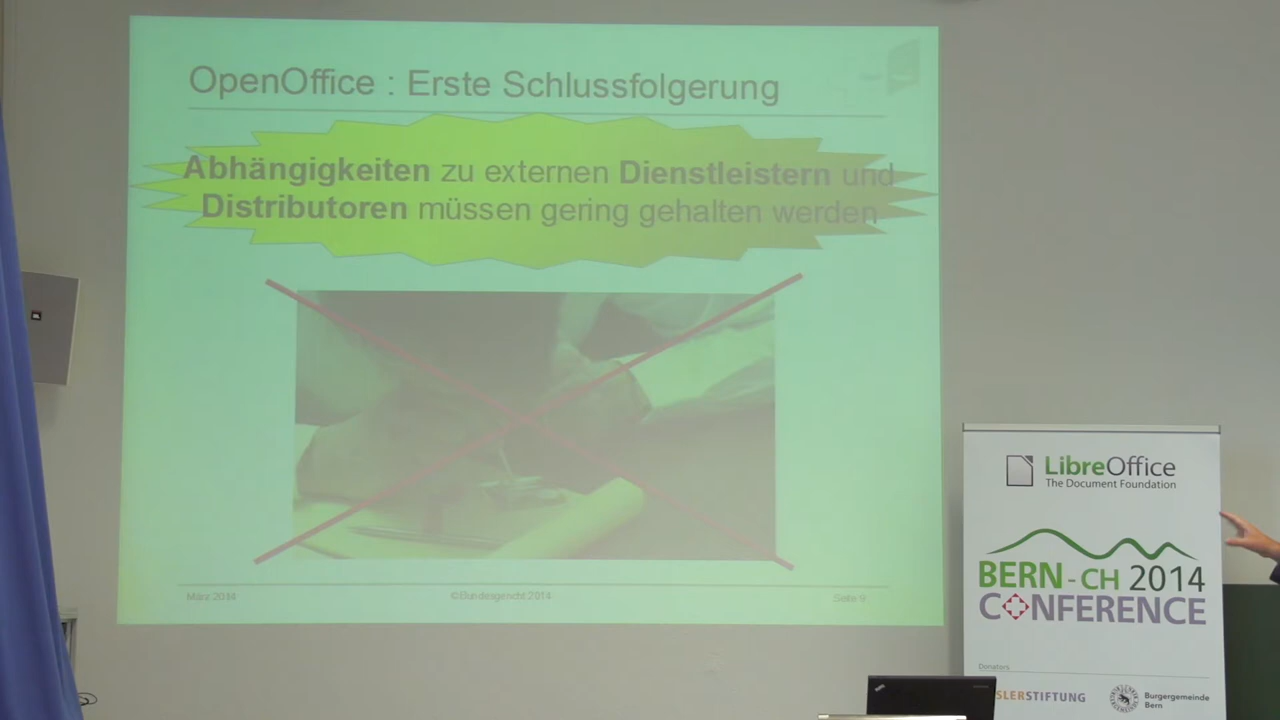 OpenOffice : Erste Schlussfolgerung
Abhängigkeiten zu externen Dienstleistern und
Distributoren müssen gering gehalten werden
März 2014
©Bundesgericht 2014
Seite 9
LibreOffice
The Document Foundation
BERN - CH 2014
CONFERENCE
Donators
SLERSTIFTUNG
Burgergemeinde
Bern